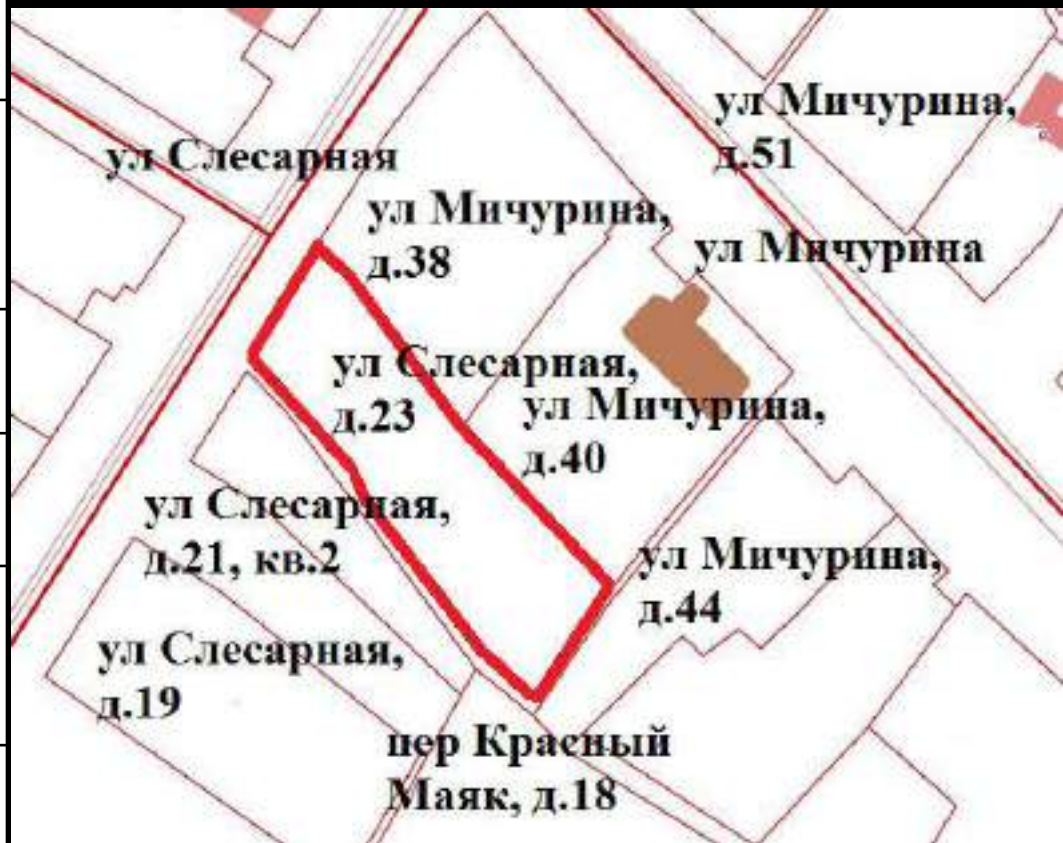 ул Мичурина,
д.51
ул Слесарная
ул Мичурина,
д.38
ул Мичурина
ул Слесарная,
д.23
ул Мичурина,
д.40
ул Слесарная,
д.21, кв.2
ул Мичурина,
д.44
ул Слесарная,
д.19
пер Красный
Маяк, д.18